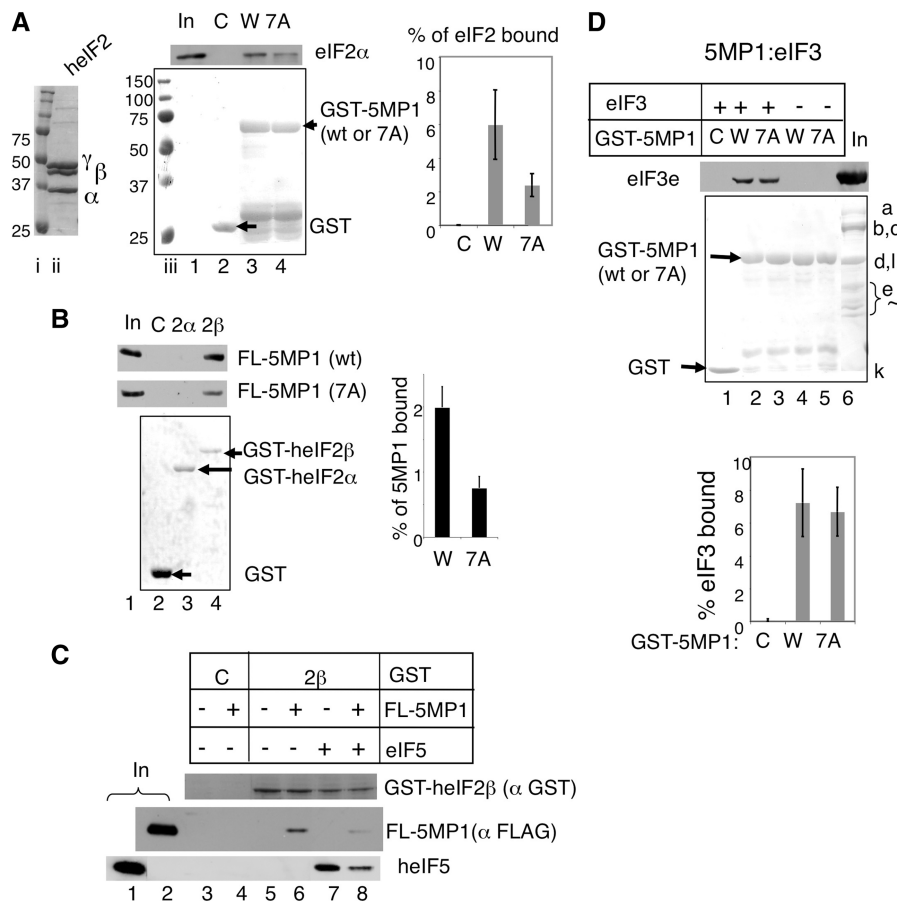 A
heIF2
75
50
37
25
γ
β
α
i ii
In C W 7A
eIF2α
150
100
75
50
37
25
GST-5MP1
(wt or 7A)
GST
iii 1 2 3 4
% of eIF2 bound
10
8
6
4
2
0
C W 7A
B
In C 2α 2β
FL-5MP1 (wt)
FL-5MP1 (7A)
GST-heIF2β
GST-heIF2α
GST
1 2 3 4
% of 5MP1 bound
2
1
0
W 7A
C
C 2β GST
- + - + - + FL-5MP1
- - - - + + eIF5
In
GST-heIF2β (α GST)
FL-5MP1(α FLAG)
heIF5
1 2 3 4 5 6 7 8
D
5MP1:eIF3
eIF3 + + + - -
GST-5MP1 C W 7A W 7A In
eIF3e
a
b,c
GST-5MP1
(wt or 7A)
d,l
e
~
GST
k
1 2 3 4 5 6
% eIF3 bound
10
8
6
4
2
0
GST-5MP1: C W 7A